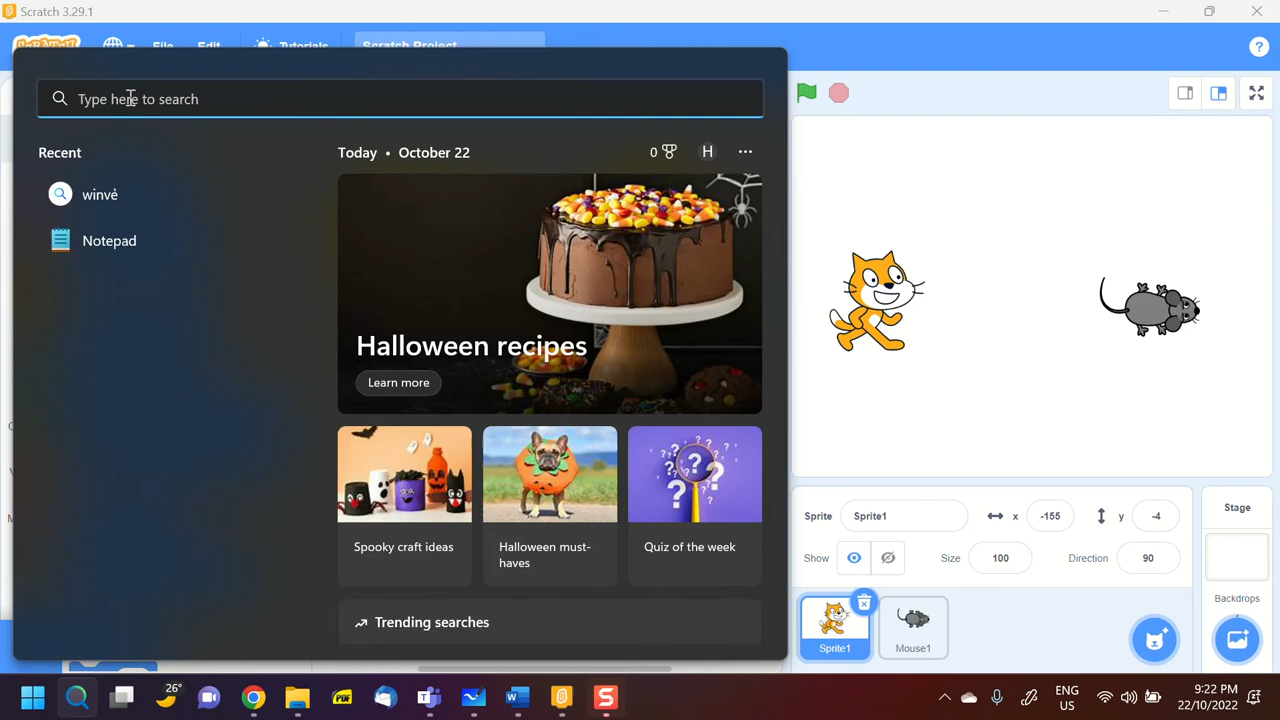 Scratch 3.29.1
SCRATCH File Edit Tutorials Scratch Project
Type here to search
Recent
winvẻ
Notepad
Today • October 22
0
H
Halloween recipes
Learn more
Spooky craft ideas
Halloween must-
haves
Quiz of the week
Trending searches
Sprite Sprite1 x -155 y -4
Show Size 100 Direction 90
Sprite1
Mouse1
Stage
Backdrops
26°
PDF
ENG
US
9:22 PM
22/10/2022